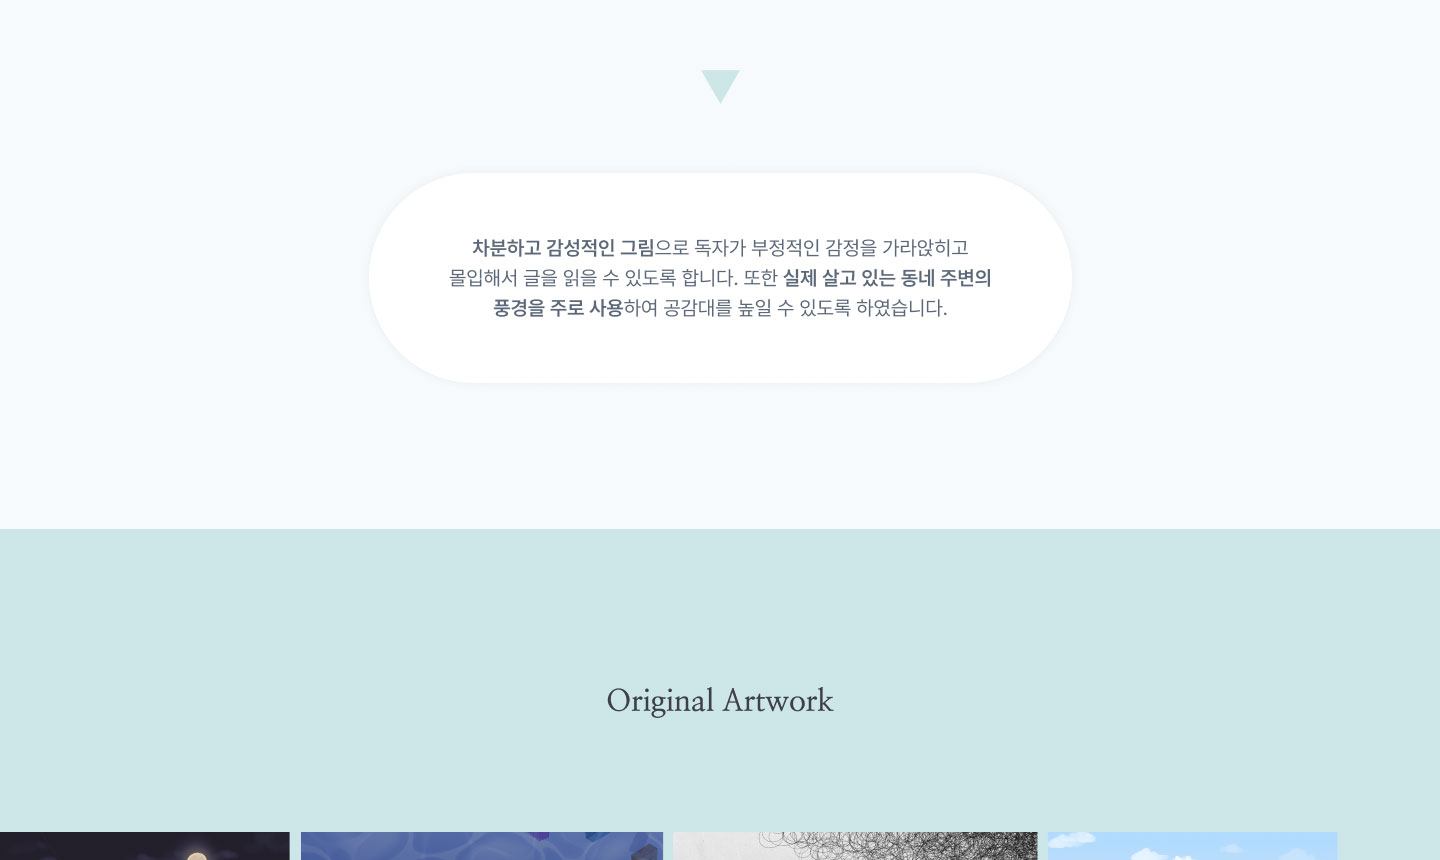 차분하고 감성적인 그림으로 독자가 부정적인 감정을 가라앉히고
몰입해서 글을 읽을 수 있도록 합니다. 또한 실제 살고 있는 동네 주변의
풍경을 주로 사용하여 공감대를 높일 수 있도록 하였습니다.
Original Artwork